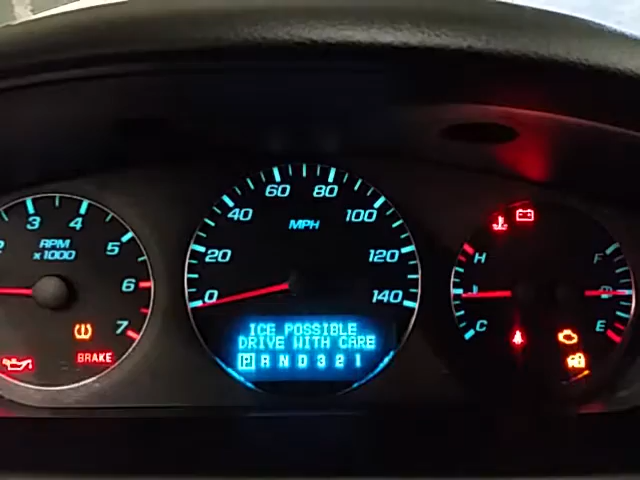 60 80
40 100
MPH
20 120
0 140
ICE POSSIBLE
DRIVE WITH CARE
P R N D 3 2 1
2 3 4 5
RPM
x1000
6
7
BRAKE
H F
C E